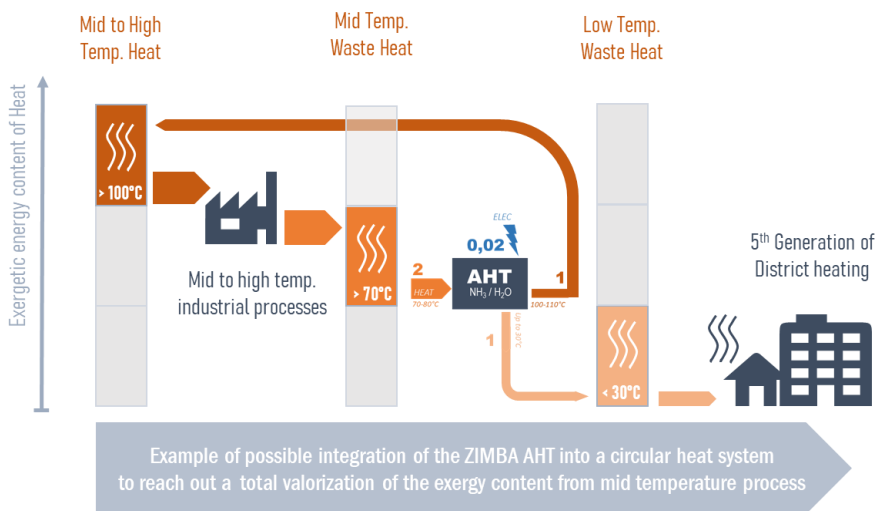 Mid to High
Temp. Heat
Mid Temp.
Waste Heat
Low Temp.
Waste Heat
Exergetic energy content of Heat
> 100°C
Mid to high temp.
industrial processes
> 70°C
2
HEAT
70-80°C
ELEC
0,02
AHT
NH₃ / H₂O
1
100-110°C
1
up to 30°C
< 30°C
5th Generation of
District heating
Example of possible integration of the ZIMBA AHT into a circular heat system
to reach out a total valorization of the exergy content from mid temperature process